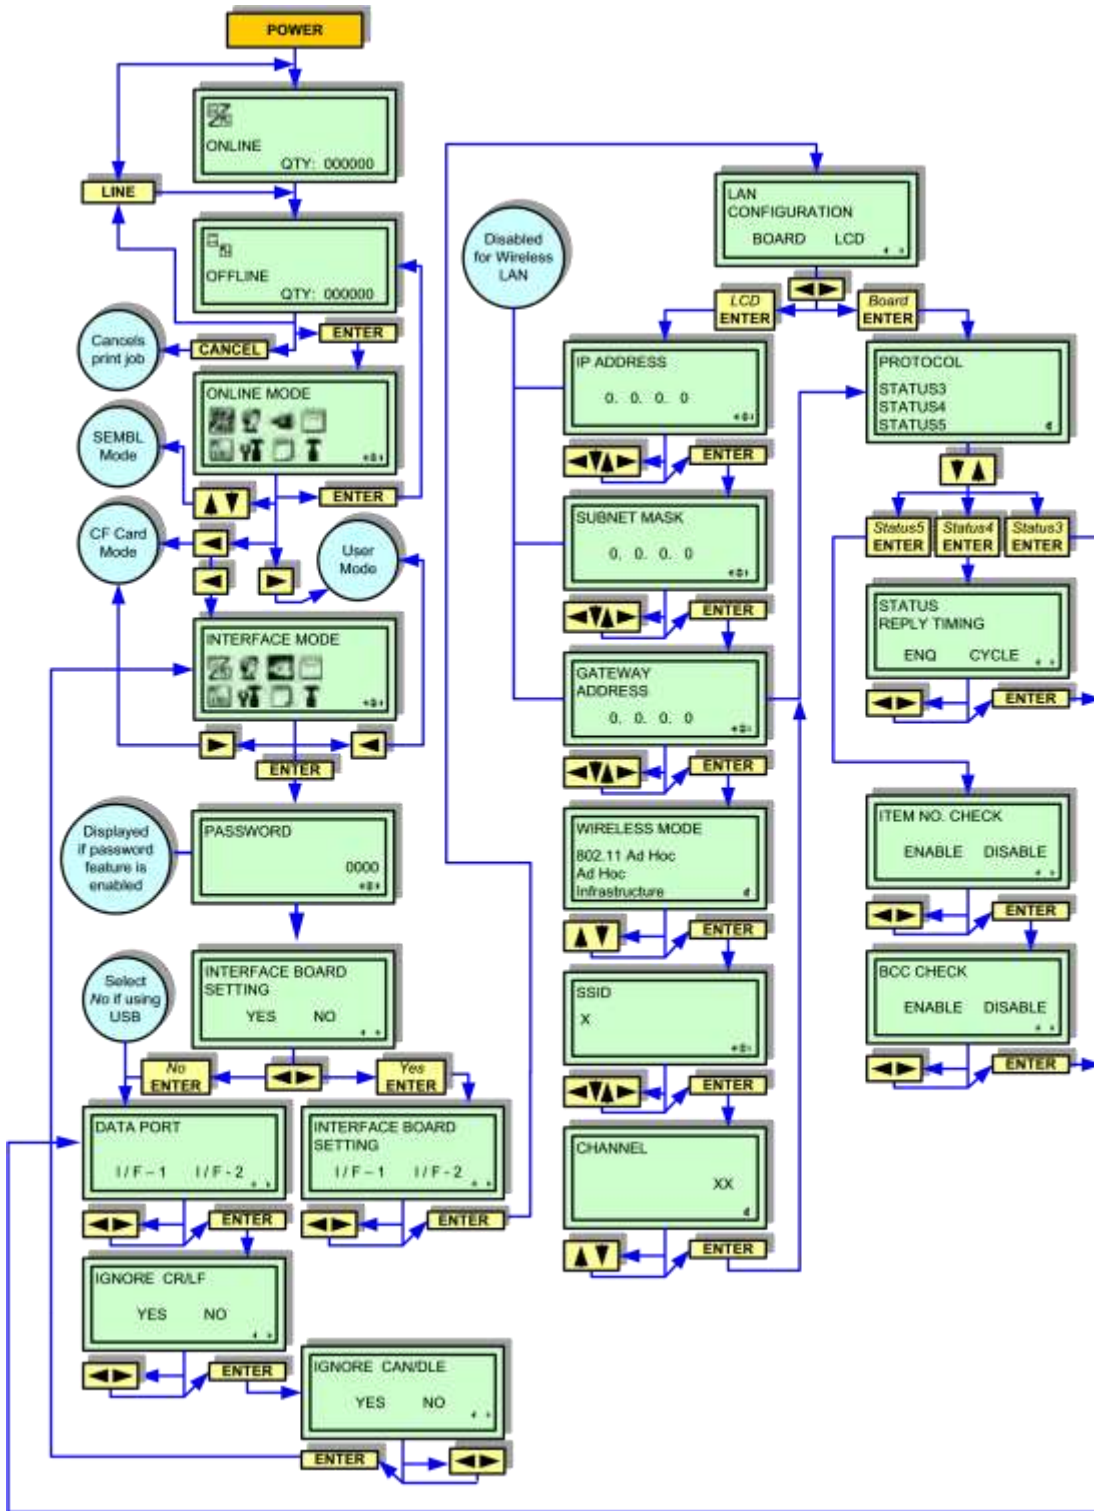 POWER
ONLINE
QTY: 000000
LINE
OFFLINE
QTY: 000000
ENTER
CANCEL
Cancels
print job
ONLINE MODE
SEMBL
Mode
ENTER
CF Card
Mode
User
Mode
INTERFACE MODE
ENTER
Displayed
if password
feature is
enabled
PASSWORD
0000
INTERFACE BOARD
SETTING
YES NO
Select
No if using
USB
No
ENTER
Yes
ENTER
DATA PORT
I / F – 1 I / F - 2
ENTER
INTERFACE BOARD
SETTING
I / F – 1 I / F - 2
ENTER
IGNORE CR/LF
YES NO
ENTER
IGNORE CAN/DLE
YES NO
ENTER
LAN
CONFIGURATION
BOARD LCD
Disabled
for Wireless
LAN
LCD
ENTER
Board
ENTER
IP ADDRESS
0. 0. 0. 0
ENTER
SUBNET MASK
0. 0. 0. 0
ENTER
GATEWAY
ADDRESS
0. 0. 0. 0
ENTER
WIRELESS MODE
802.11 Ad Hoc
Ad Hoc
Infrastructure
ENTER
SSID
X
ENTER
CHANNEL
XX
ENTER
PROTOCOL
STATUS3
STATUS4
STATUS5
Status5
ENTER
Status4
ENTER
Status3
ENTER
STATUS
REPLY TIMING
ENQ CYCLE
ENTER
ITEM NO. CHECK
ENABLE DISABLE
ENTER
BCC CHECK
ENABLE DISABLE
ENTER